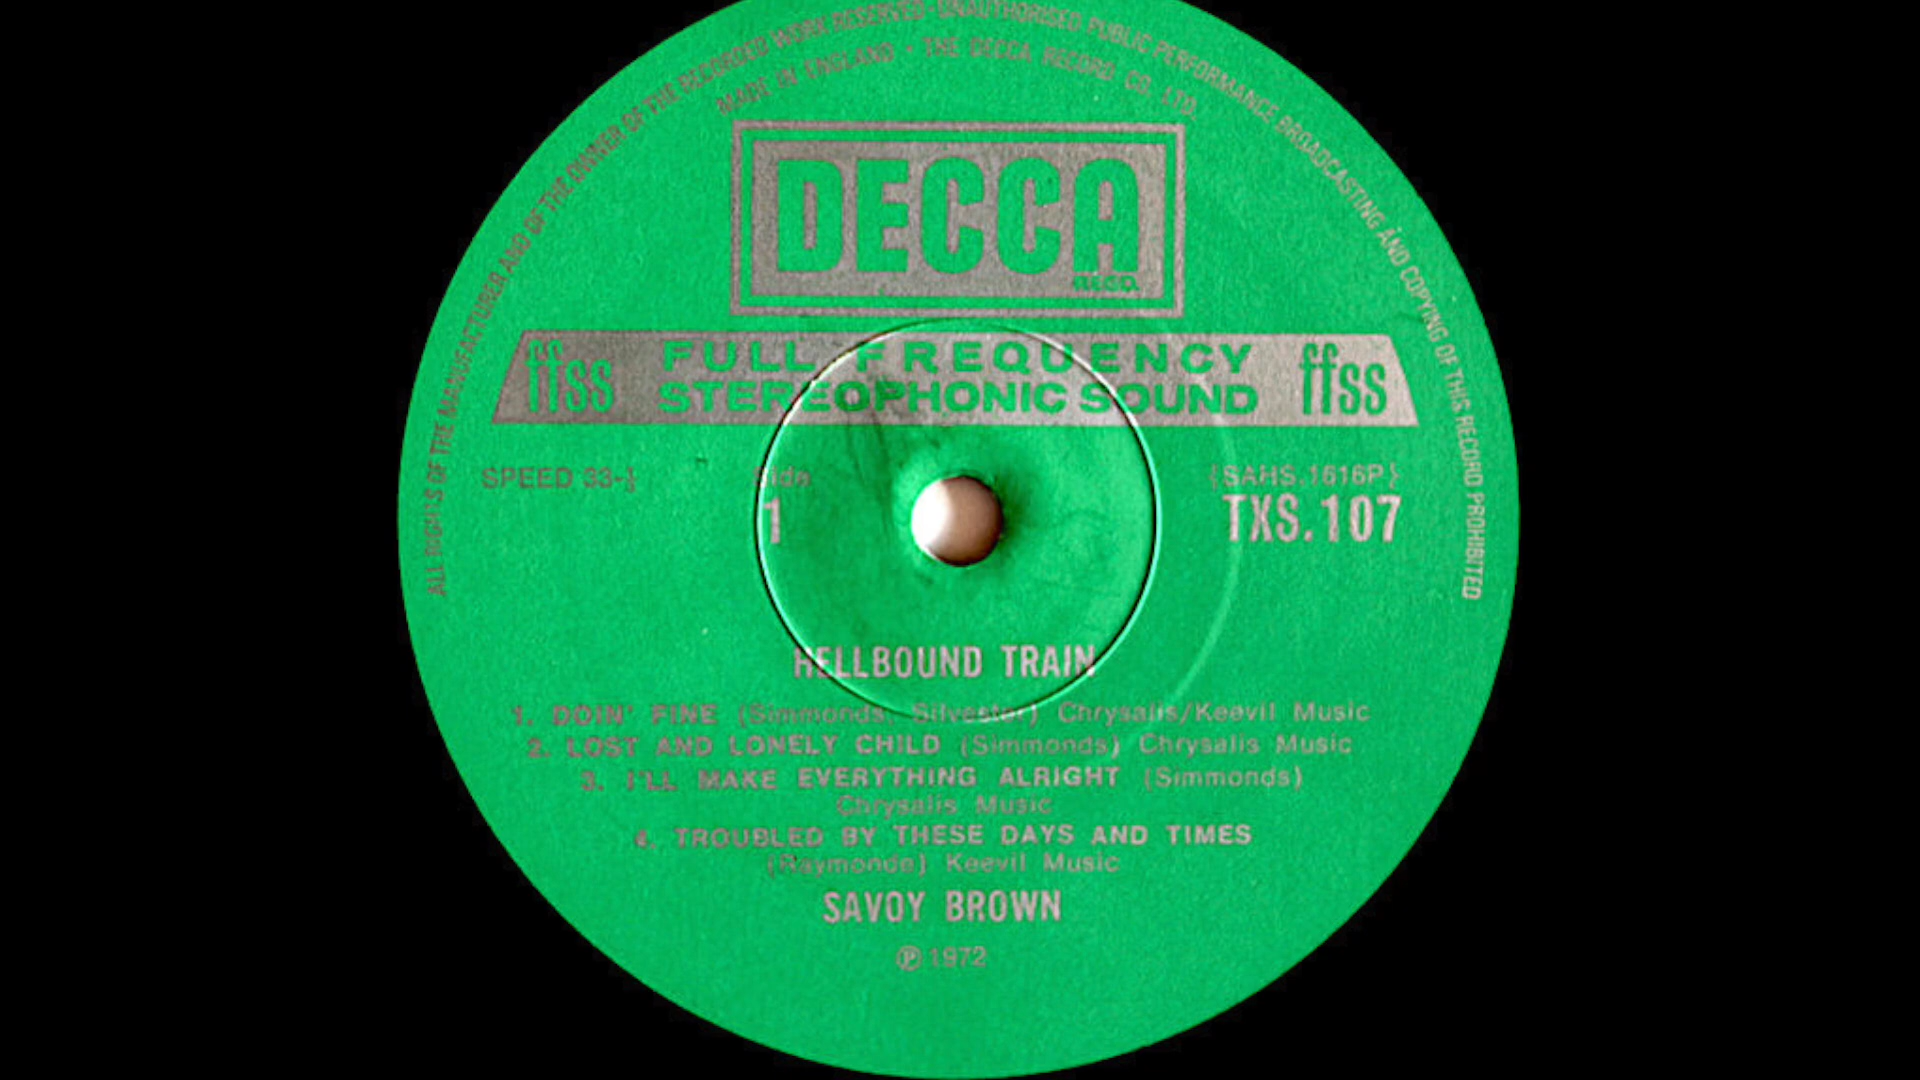 ALL RIGHTS OF THE MANUFACTURER AND OF THE OWNER OF THE RECORDED WORK RESERVED · UNAUTHORISED PUBLIC PERFORMANCE BROADCASTING AND COPYING OF THIS RECORD PROHIBITED
MADE IN ENGLAND · THE DECCA RECORD CO. LTD.
DECCA
RECD.
ffss FULL FREQUENCY ffss
STEREOPHONIC SOUND
SPEED 33-⅓ Side {SAHS.1616P}
1 TXS.107
HELLBOUND TRAIN
1. DOIN' FINE (Simmonds, Silvester) Chrysalis/Keevil Music
2. LOST AND LONELY CHILD (Simmonds) Chrysalis Music
3. I'LL MAKE EVERYTHING ALRIGHT (Simmonds)
Chrysalis Music
4. TROUBLED BY THESE DAYS AND TIMES
(Raymonde) Keevil Music
SAVOY BROWN
℗ 1972